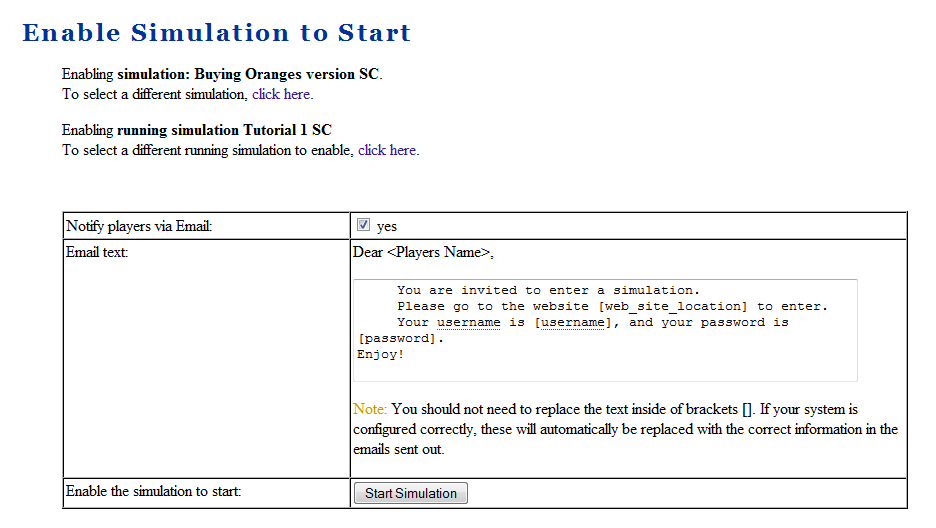 Enable Simulation to Start
Enabling simulation: Buying Oranges version SC.
To select a different simulation, click here.
Enabling running simulation Tutorial 1 SC
To select a different running simulation to enable, click here.
Notify players via Email:
yes
Email text:
Dear <Players Name>,
You are invited to enter a simulation.
Please go to the website [web_site_location] to enter.
Your username is [username], and your password is
[password].
Enjoy!
Note: You should not need to replace the text inside of brackets []. If your system is
configured correctly, these will automatically be replaced with the correct information in the
emails sent out.
Enable the simulation to start:
Start Simulation